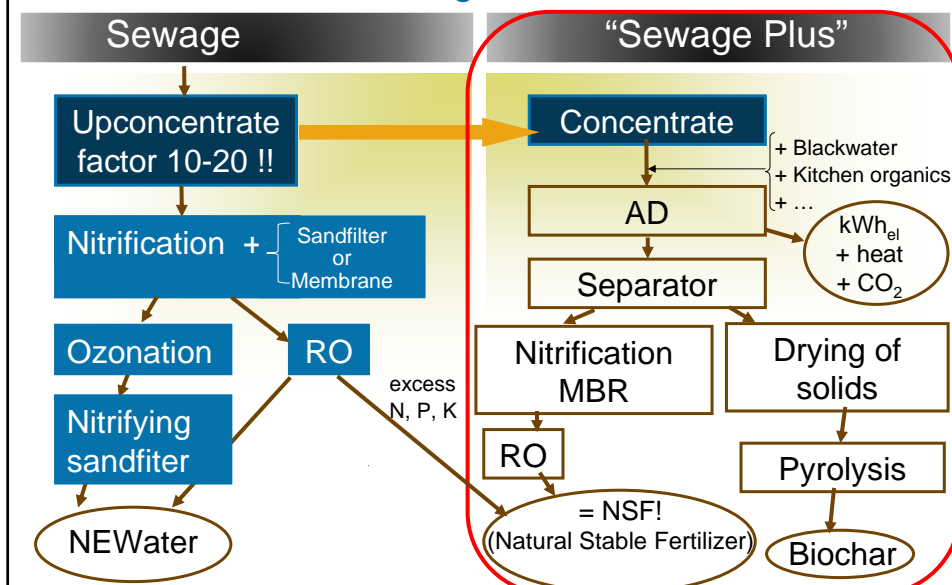 Sewage
Upconcentrate
factor 10-20 !!
Nitrification +
Sandfilter
or
Membrane
Ozonation
RO
Nitrifying
sandfiter
NEWater
excess
N, P, K
“Sewage Plus”
Concentrate
+ Blackwater
+ Kitchen organics
+ …
AD
kWhel
+ heat
+ CO2
Separator
Nitrification
MBR
Drying of
solids
RO
Pyrolysis
= NSF!
(Natural Stable Fertilizer)
Biochar